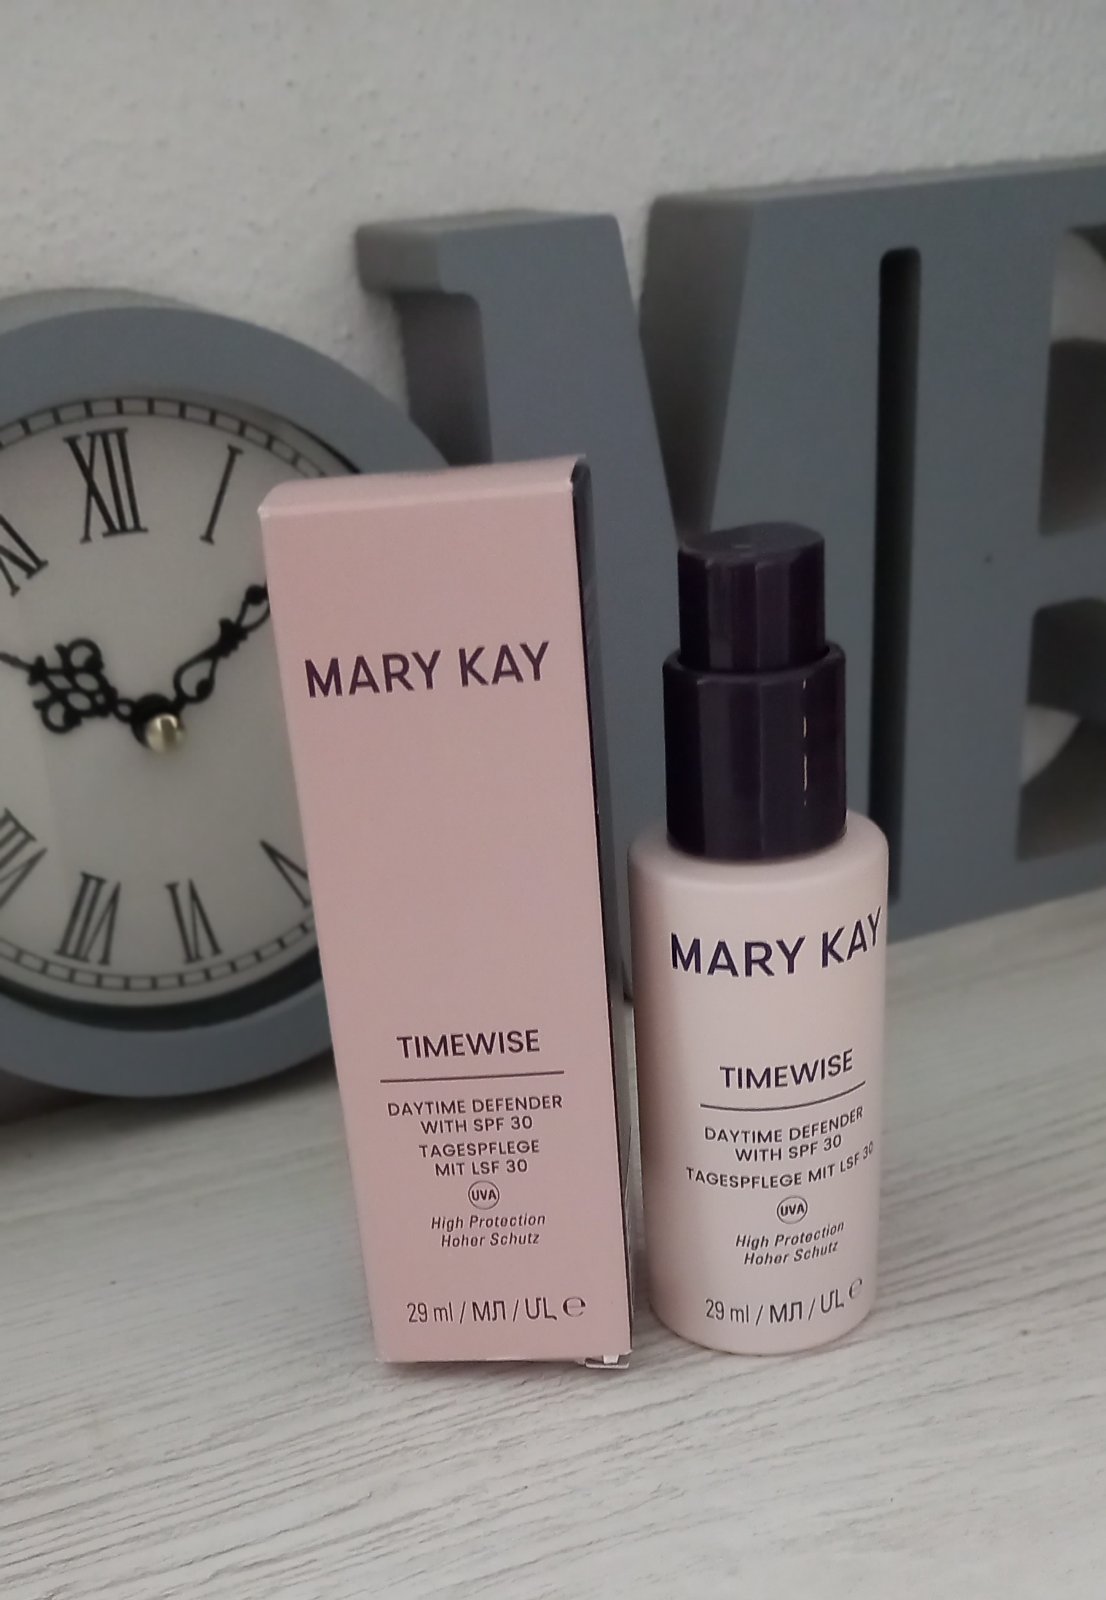 OME
XII
I
MARY KAY
TIMEWISE
DAYTIME DEFENDER
WITH SPF 30
TAGESPFLEGE
MIT LSF 30
UVA
High Protection
Hoher Schutz
29 ml / МЛ / ՄԼ ℮
MARY KAY
TIMEWISE
DAYTIME DEFENDER
WITH SPF 30
TAGESPFLEGE MIT LSF 30
UVA
High Protection
Hoher Schutz
29 ml / МЛ / ՄԼ ℮